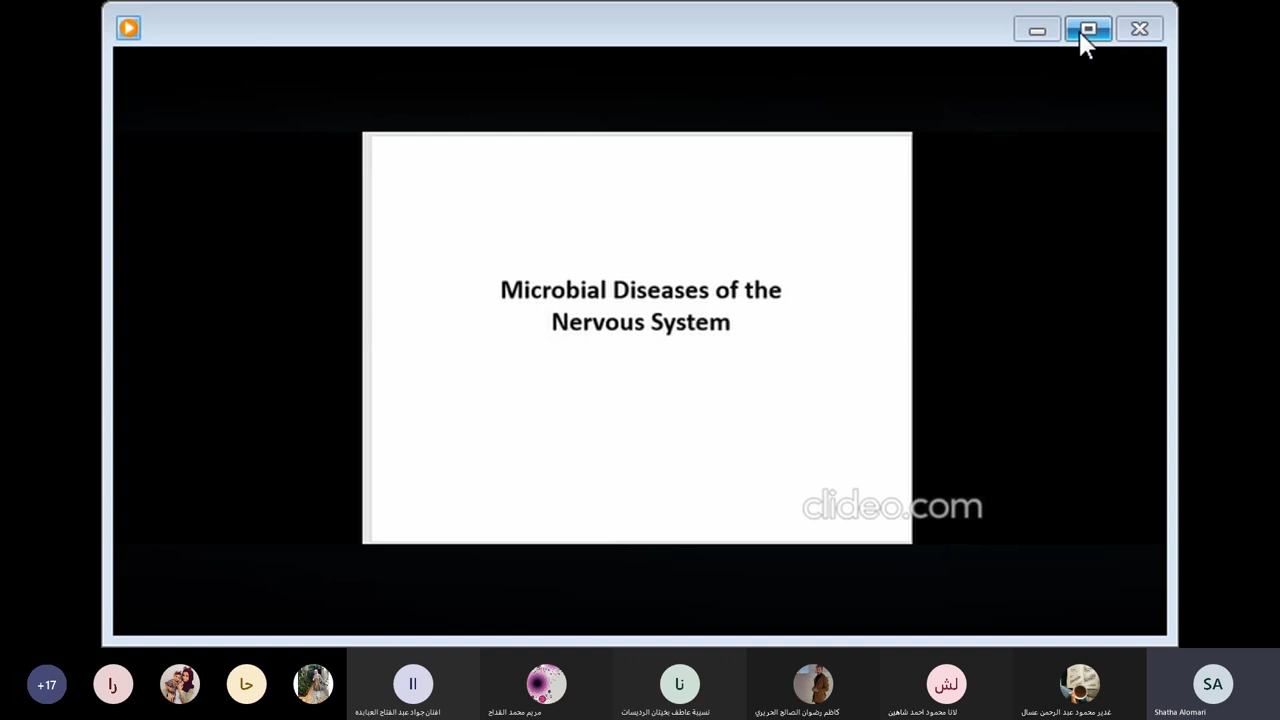 Microbial Diseases of the
Nervous System
clideo.com
+17
را
حا
اا
نا
لش
SA
افنان جواد عبد الفتاح العبابده
مريم محمد القداح
نسيبة عاطف بخيتان الرديسات
كاظم رضوان الصالح الحريري
لانا محمود احمد شاهين
غدير محمود عبد الرحمن عسال
Shatha Alomari